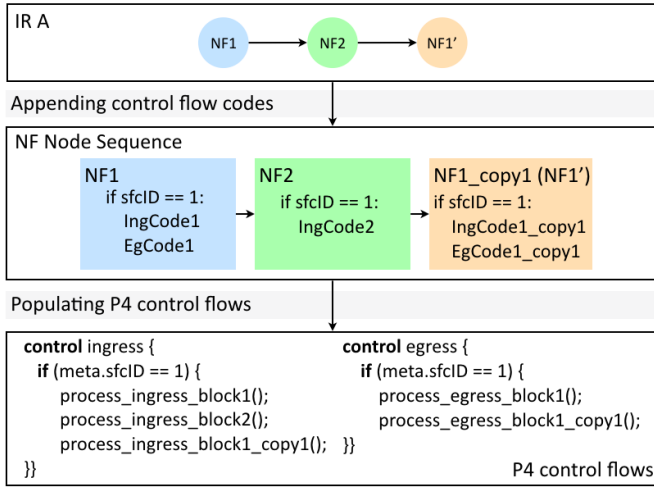 IR A
NF1
NF2
NF1'
Appending control flow codes
NF Node Sequence
NF1
if sfcID == 1:
IngCode1
EgCode1
NF2
if sfcID == 1:
IngCode2
NF1_copy1 (NF1')
if sfcID == 1:
IngCode1_copy1
EgCode1_copy1
Populating P4 control flows
control ingress {
if (meta.sfcID == 1) {
process_ingress_block1();
process_ingress_block2();
process_ingress_block1_copy1();
}}
control egress {
if (meta.sfcID == 1) {
process_egress_block1();
process_egress_block1_copy1();
}}
P4 control flows